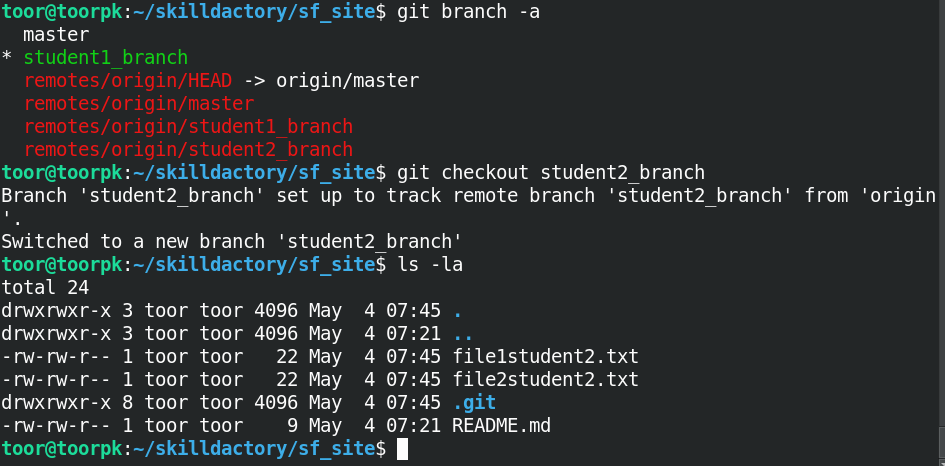 toor@toorpk:~/skilldactory/sf_site$ git branch -a
  master
* student1_branch
  remotes/origin/HEAD -> origin/master
  remotes/origin/master
  remotes/origin/student1_branch
  remotes/origin/student2_branch
toor@toorpk:~/skilldactory/sf_site$ git checkout student2_branch
Branch 'student2_branch' set up to track remote branch 'student2_branch' from 'origin
'.
Switched to a new branch 'student2_branch'
toor@toorpk:~/skilldactory/sf_site$ ls -la
total 24
drwxrwxr-x 3 toor toor 4096 May  4 07:45 .
drwxrwxr-x 3 toor toor 4096 May  4 07:21 ..
-rw-rw-r-- 1 toor toor   22 May  4 07:45 file1student2.txt
-rw-rw-r-- 1 toor toor   22 May  4 07:45 file2student2.txt
drwxrwxr-x 8 toor toor 4096 May  4 07:45 .git
-rw-rw-r-- 1 toor toor    9 May  4 07:21 README.md
toor@toorpk:~/skilldactory/sf_site$